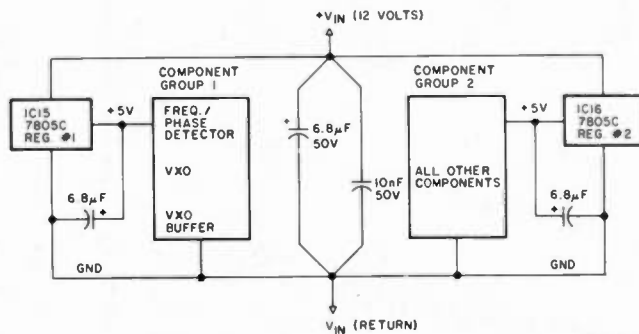 +VIN (12 VOLTS)
COMPONENT
GROUP 1
COMPONENT
GROUP 2
IC15
7805C
REG. #1
+5V
FREQ./
PHASE
DETECTOR
VXO
VXO
BUFFER
+
6.8µF
50V
10nF
50V
ALL OTHER
COMPONENTS
+5V
IC16
7805C
REG. #2
6.8µF
+
6.8µF
+
GND
GND
VIN (RETURN)